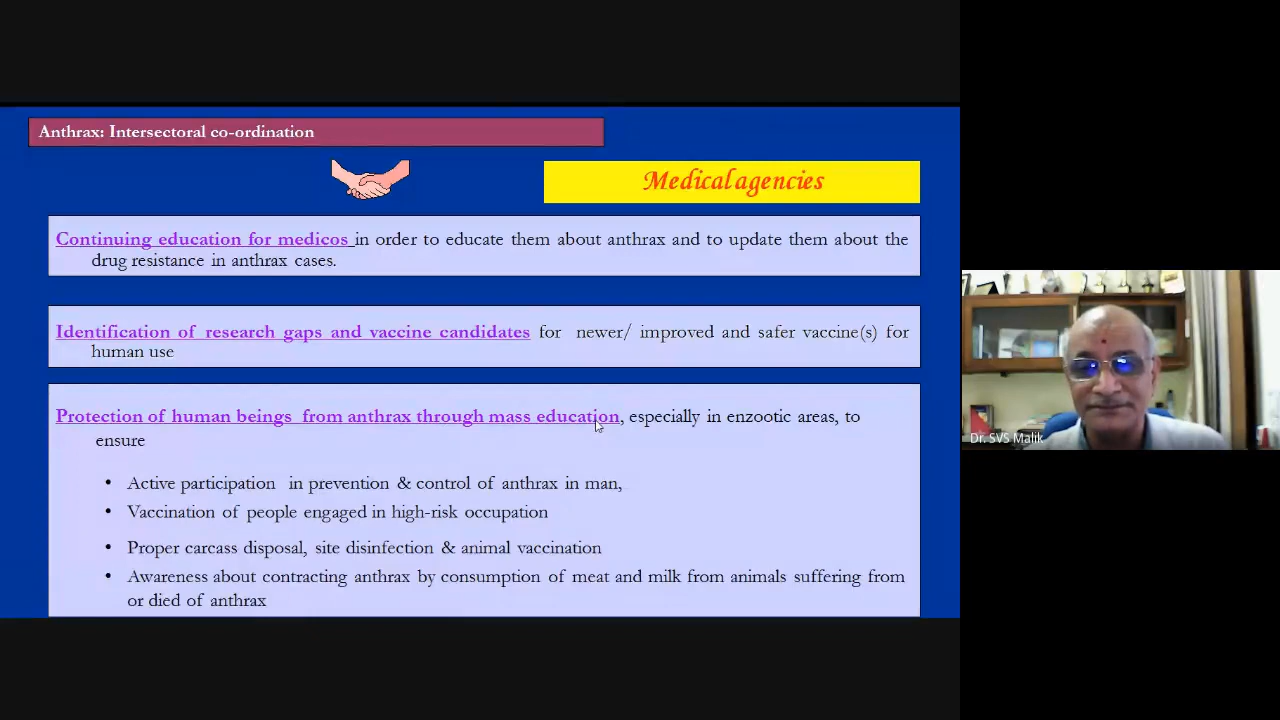 Anthrax: Intersectoral co-ordination
Medical agencies
Continuing education for medicos in order to educate them about anthrax and to update them about the
drug resistance in anthrax cases.
Identification of research gaps and vaccine candidates for newer/ improved and safer vaccine(s) for
human use
Protection of human beings from anthrax through mass education, especially in enzootic areas, to
ensure
• Active participation in prevention & control of anthrax in man,
• Vaccination of people engaged in high-risk occupation
• Proper carcass disposal, site disinfection & animal vaccination
• Awareness about contracting anthrax by consumption of meat and milk from animals suffering from
or died of anthrax
Dr. SVS Malik